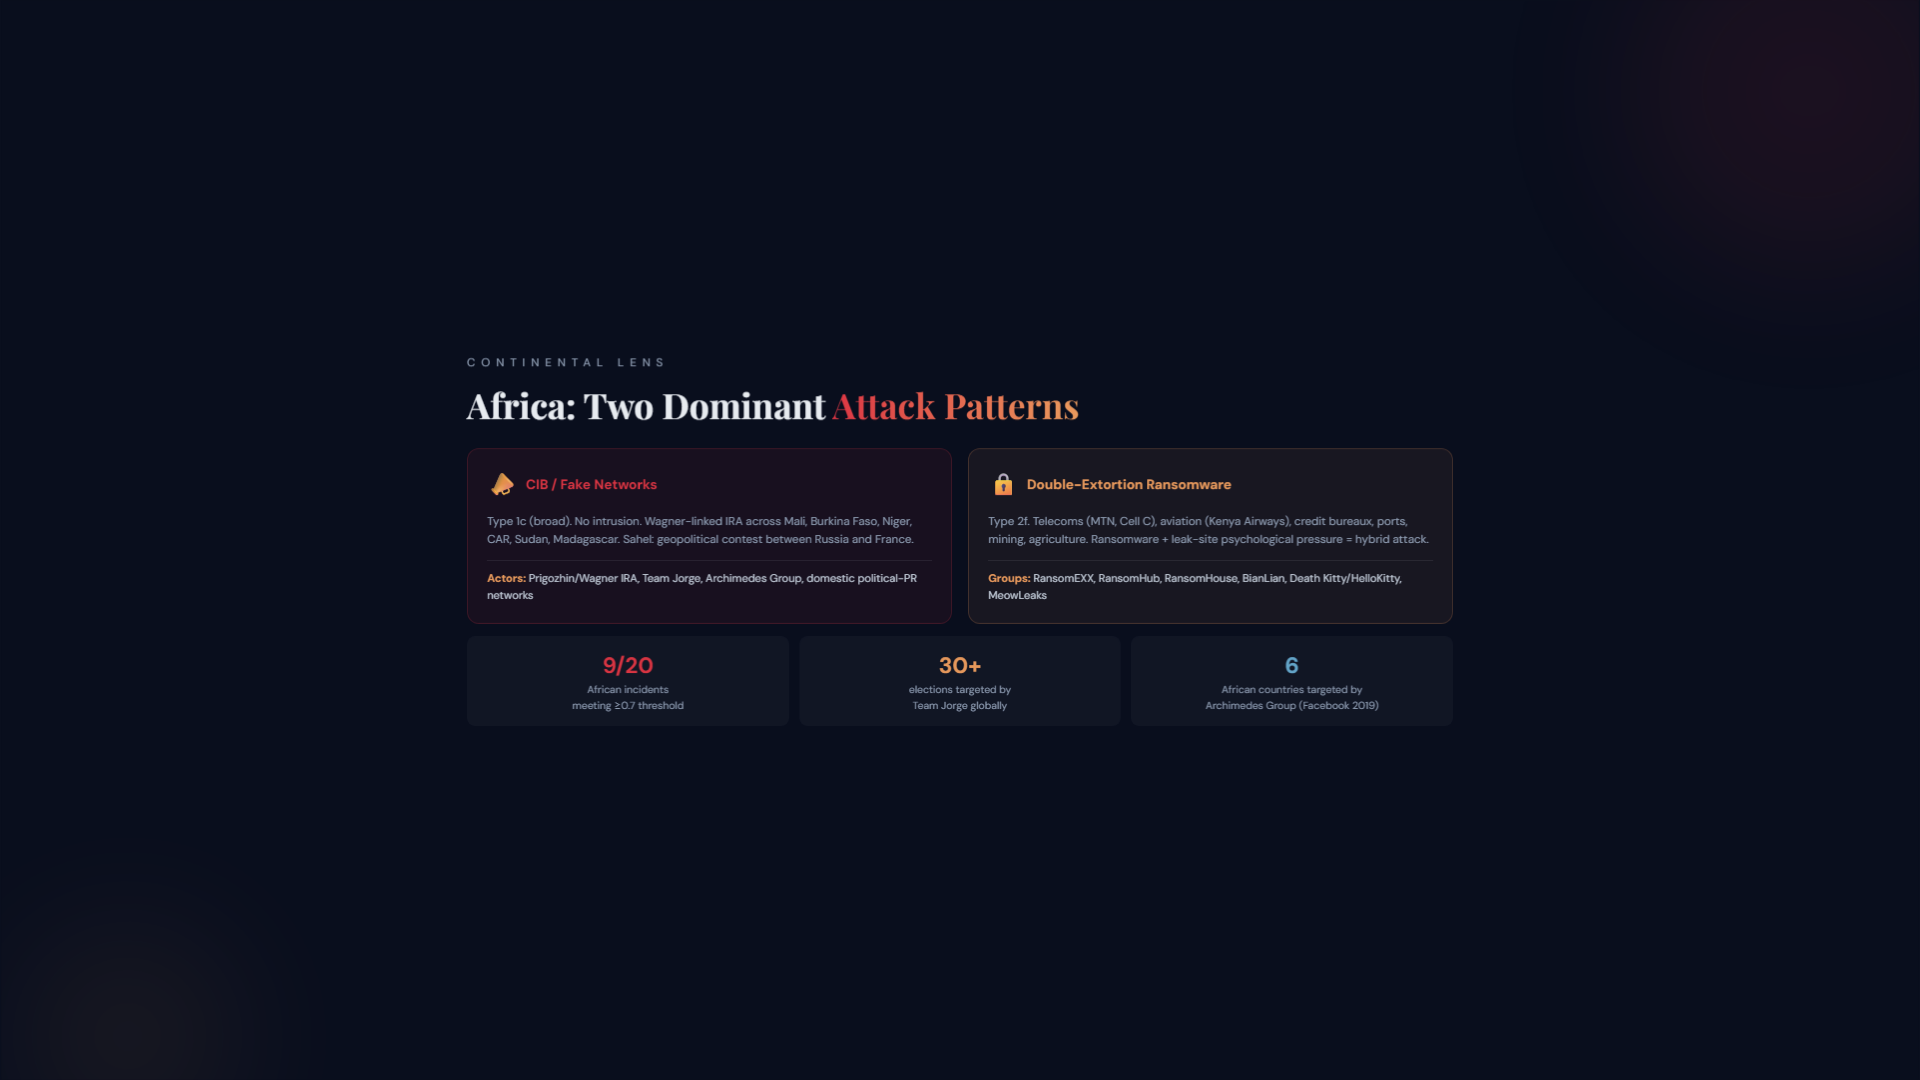 CONTINENTAL LENS
Africa: Two Dominant Attack Patterns
CIB / Fake Networks
Type 1c (broad). No intrusion. Wagner-linked IRA across Mali, Burkina Faso, Niger,
CAR, Sudan, Madagascar. Sahel: geopolitical contest between Russia and France.
Actors: Prigozhin/Wagner IRA, Team Jorge, Archimedes Group, domestic political-PR
networks
Double-Extortion Ransomware
Type 2f. Telecoms (MTN, Cell C), aviation (Kenya Airways), credit bureaux, ports,
mining, agriculture. Ransomware + leak-site psychological pressure = hybrid attack.
Groups: RansomEXX, RansomHub, RansomHouse, BianLian, Death Kitty/HelloKitty,
MeowLeaks
9/20
African incidents
meeting ≥0.7 threshold
30+
elections targeted by
Team Jorge globally
6
African countries targeted by
Archimedes Group (Facebook 2019)